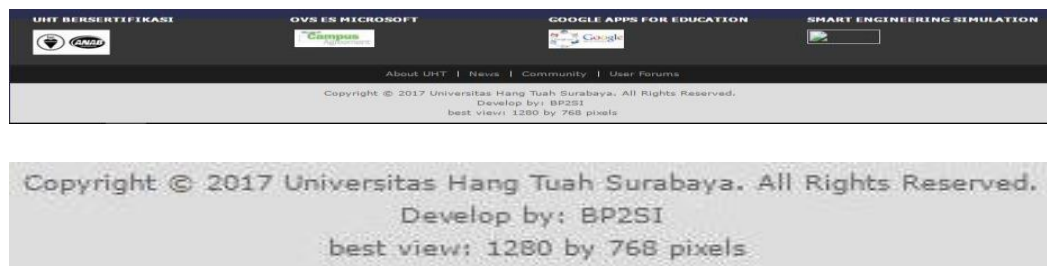 UHT BERSERTIFIKASI OVS ES MICROSOFT GOOGLE APPS FOR EDUCATION SMART ENGINEERING SIMULATION
ANAB Campus Agreement Google
About UHT | News | Community | User Forums
Copyright © 2017 Universitas Hang Tuah Surabaya. All Rights Reserved.
Develop by: BP2SI
best view: 1280 by 768 pixels
Copyright © 2017 Universitas Hang Tuah Surabaya. All Rights Reserved.
Develop by: BP2SI
best view: 1280 by 768 pixels